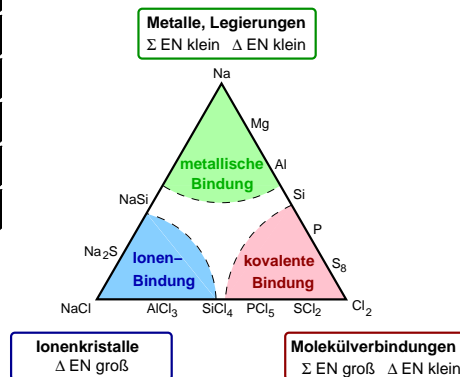 Metalle, Legierungen
Σ EN klein Δ EN klein
Na
Mg
Al
metallische
Bindung
Si
NaSi
P
Na2S
Ionen–
Bindung
kovalente
Bindung
S8
NaCl
AlCl3
SiCl4
PCl5
SCl2
Cl2
Ionenkristalle
Δ EN groß
Molekülverbindungen
Σ EN groß Δ EN klein